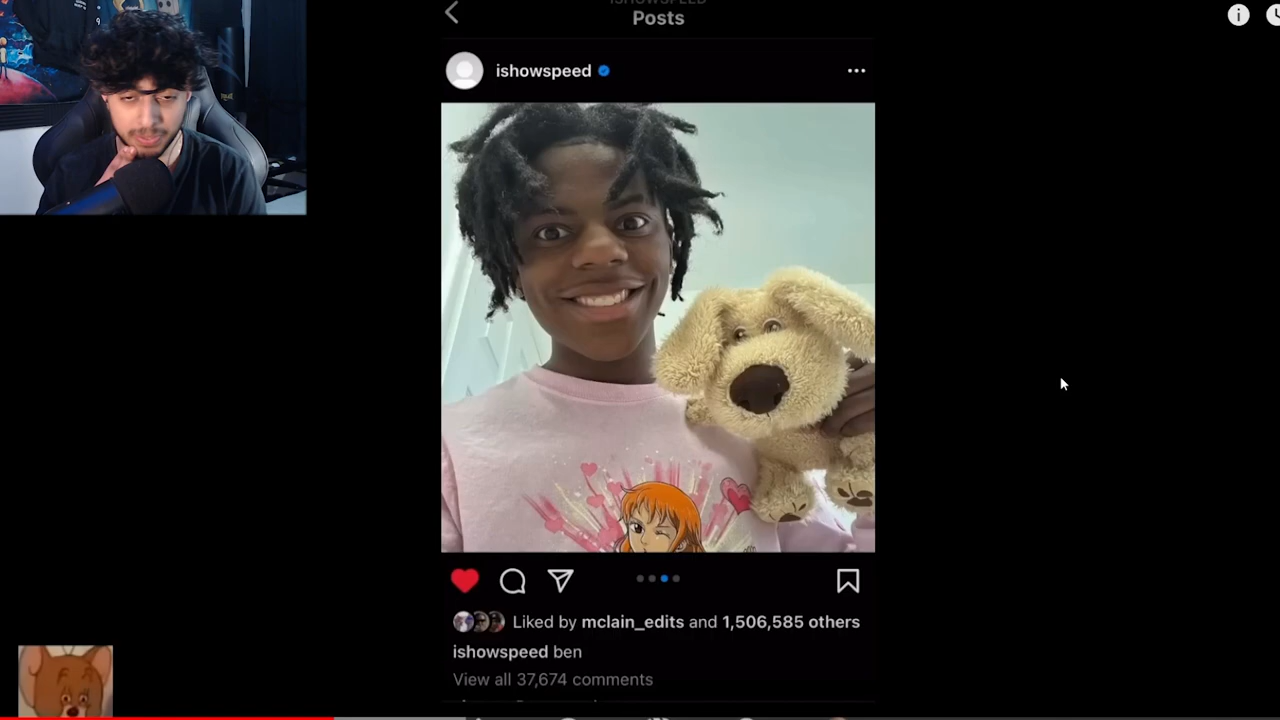 Posts
ishowspeed
Liked by mclain_edits and 1,506,585 others
ishowspeed ben
View all 37,674 comments